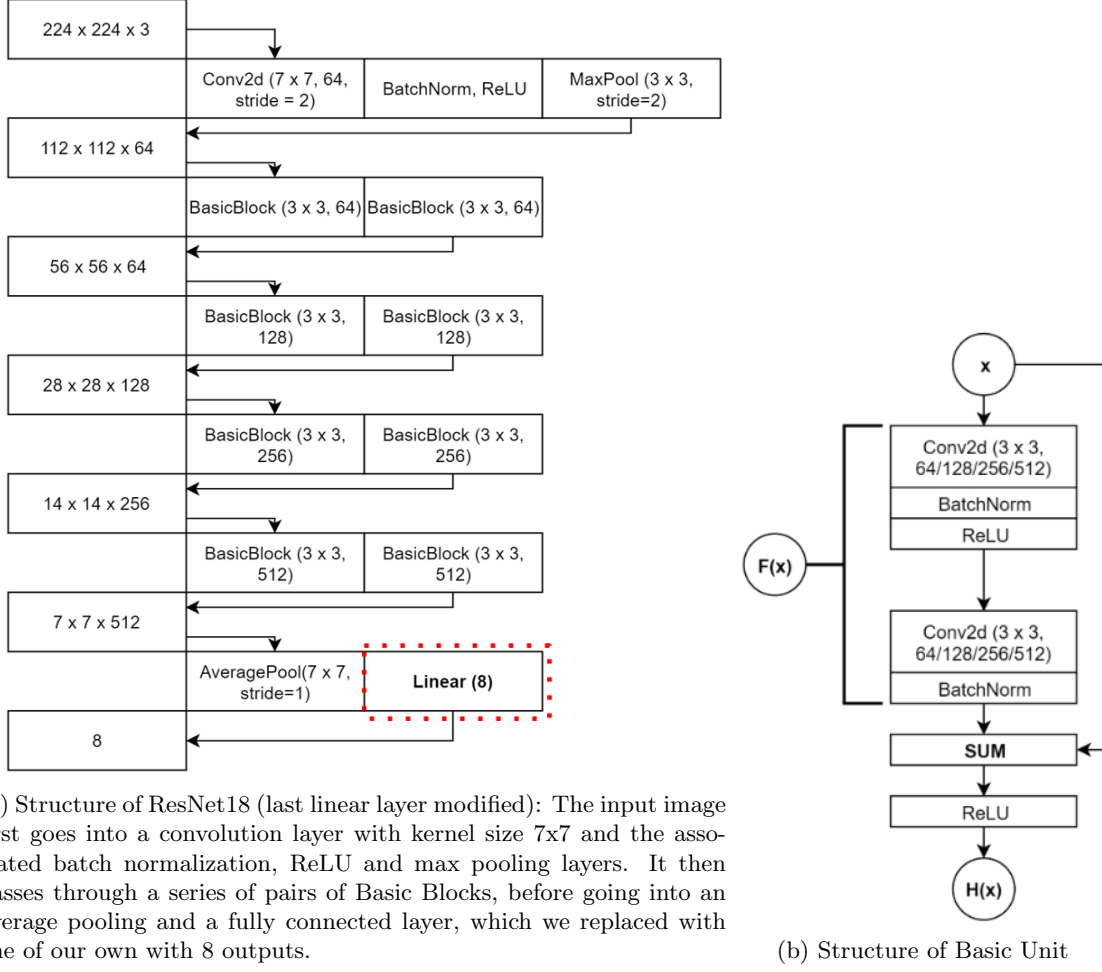 224 x 224 x 3
Conv2d (7 x 7, 64,
stride = 2)
BatchNorm, ReLU
MaxPool (3 x 3,
stride=2)
112 x 112 x 64
BasicBlock (3 x 3, 64)
BasicBlock (3 x 3, 64)
56 x 56 x 64
BasicBlock (3 x 3,
128)
BasicBlock (3 x 3,
128)
28 x 28 x 128
BasicBlock (3 x 3,
256)
BasicBlock (3 x 3,
256)
14 x 14 x 256
BasicBlock (3 x 3,
512)
BasicBlock (3 x 3,
512)
7 x 7 x 512
AveragePool(7 x 7,
stride=1)
Linear (8)
8
) Structure of ResNet18 (last linear layer modified): The input image
rst goes into a convolution layer with kernel size 7x7 and the asso-
ated batch normalization, ReLU and max pooling layers. It then
asses through a series of pairs of Basic Blocks, before going into an
verage pooling and a fully connected layer, which we replaced with
ne of our own with 8 outputs.
x
Conv2d (3 x 3,
64/128/256/512)
BatchNorm
ReLU
F(x)
Conv2d (3 x 3,
64/128/256/512)
BatchNorm
SUM
ReLU
H(x)
(b) Structure of Basic Unit